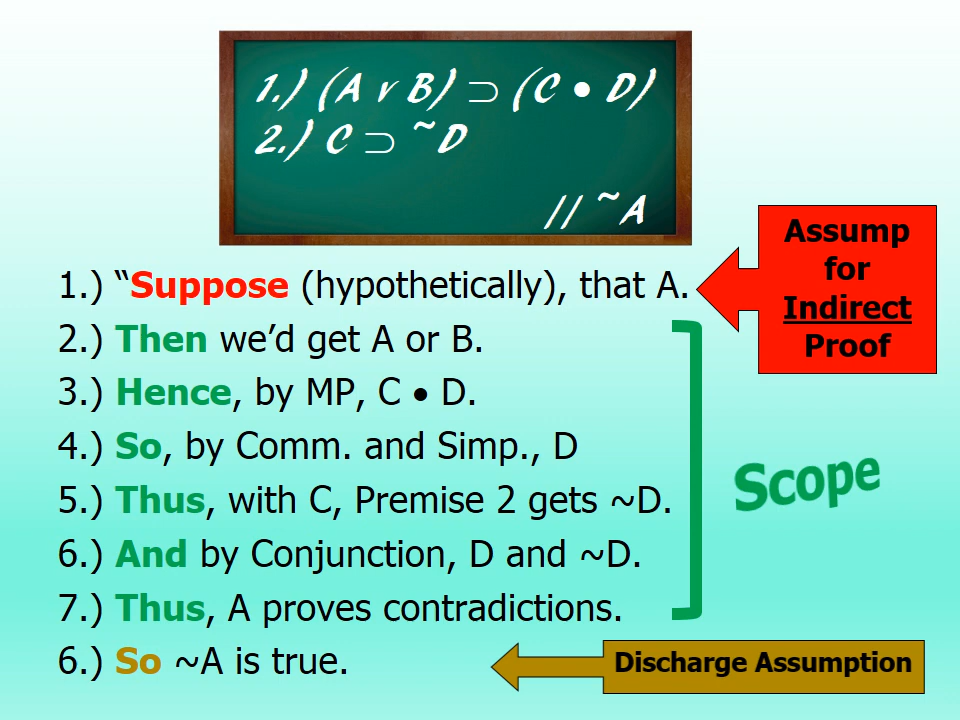 1.) (A v B) ⊃ (C • D)
2.) C ⊃ ~D
// ~A
Assump
for
Indirect
Proof
1.) “Suppose (hypothetically), that A.
2.) Then we’d get A or B.
3.) Hence, by MP, C • D.
4.) So, by Comm. and Simp., D
5.) Thus, with C, Premise 2 gets ~D.
6.) And by Conjunction, D and ~D.
7.) Thus, A proves contradictions.
6.) So ~A is true.
Scope
Discharge Assumption